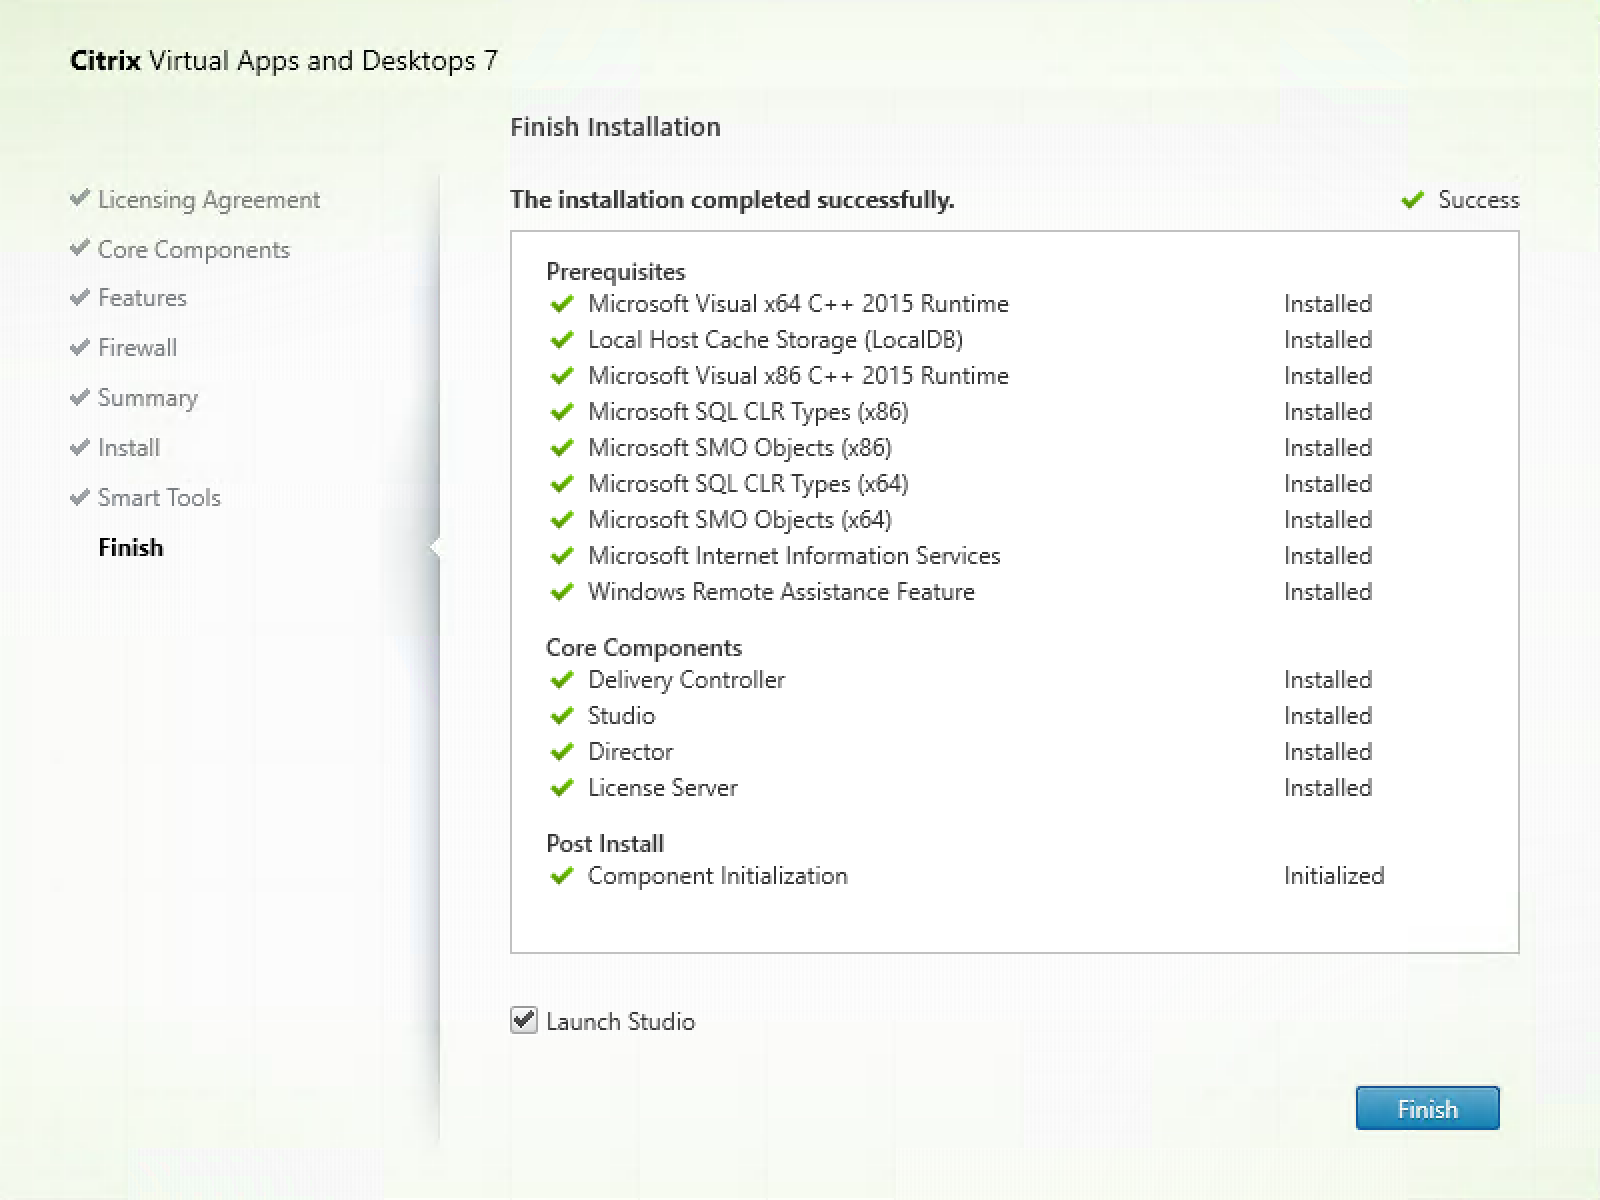 Citrix Virtual Apps and Desktops 7
Finish Installation
Licensing Agreement
Core Components
Features
Firewall
Summary
Install
Smart Tools
Finish
The installation completed successfully. Success
Prerequisites
Microsoft Visual x64 C++ 2015 Runtime Installed
Local Host Cache Storage (LocalDB) Installed
Microsoft Visual x86 C++ 2015 Runtime Installed
Microsoft SQL CLR Types (x86) Installed
Microsoft SMO Objects (x86) Installed
Microsoft SQL CLR Types (x64) Installed
Microsoft SMO Objects (x64) Installed
Microsoft Internet Information Services Installed
Windows Remote Assistance Feature Installed
Core Components
Delivery Controller Installed
Studio Installed
Director Installed
License Server Installed
Post Install
Component Initialization Initialized
Launch Studio
Finish